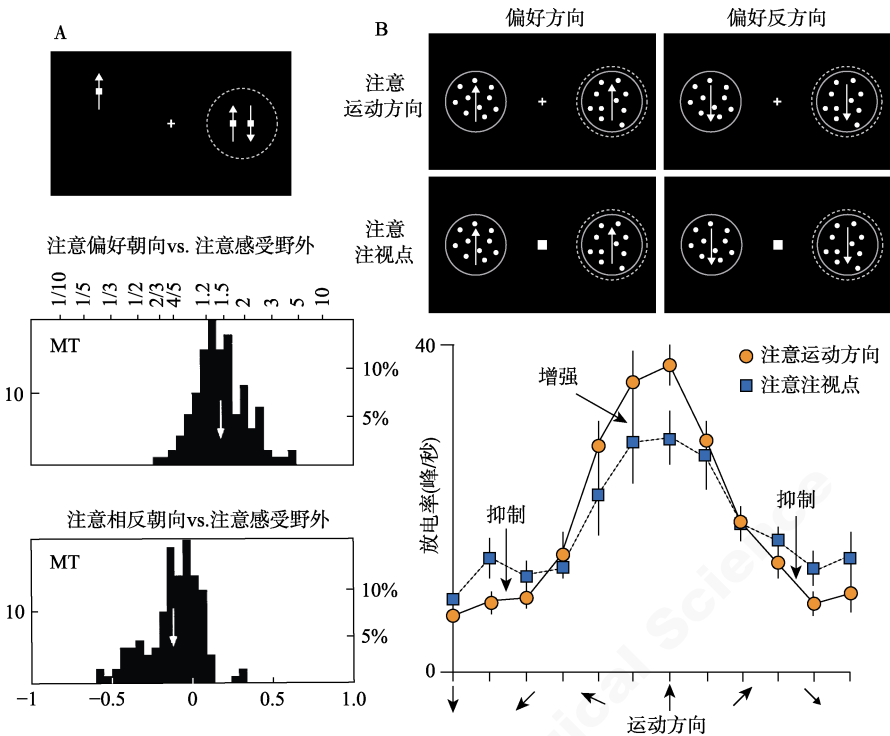 A
注意偏好朝向vs. 注意感受野外
1/10 1/5 1/3 1/2 2/3 4/5 1.2 1.5 2 3 5 10
MT
10
10%
5%
注意相反朝向vs.注意感受野外
MT
10
10%
5%
−1 −0.5 0 0.5 1.0
B
偏好方向 偏好反方向
注意
运动方向
注意
注视点
40
0
放电率(峰/秒)
注意运动方向
注意注视点
增强
抑制
抑制
运动方向